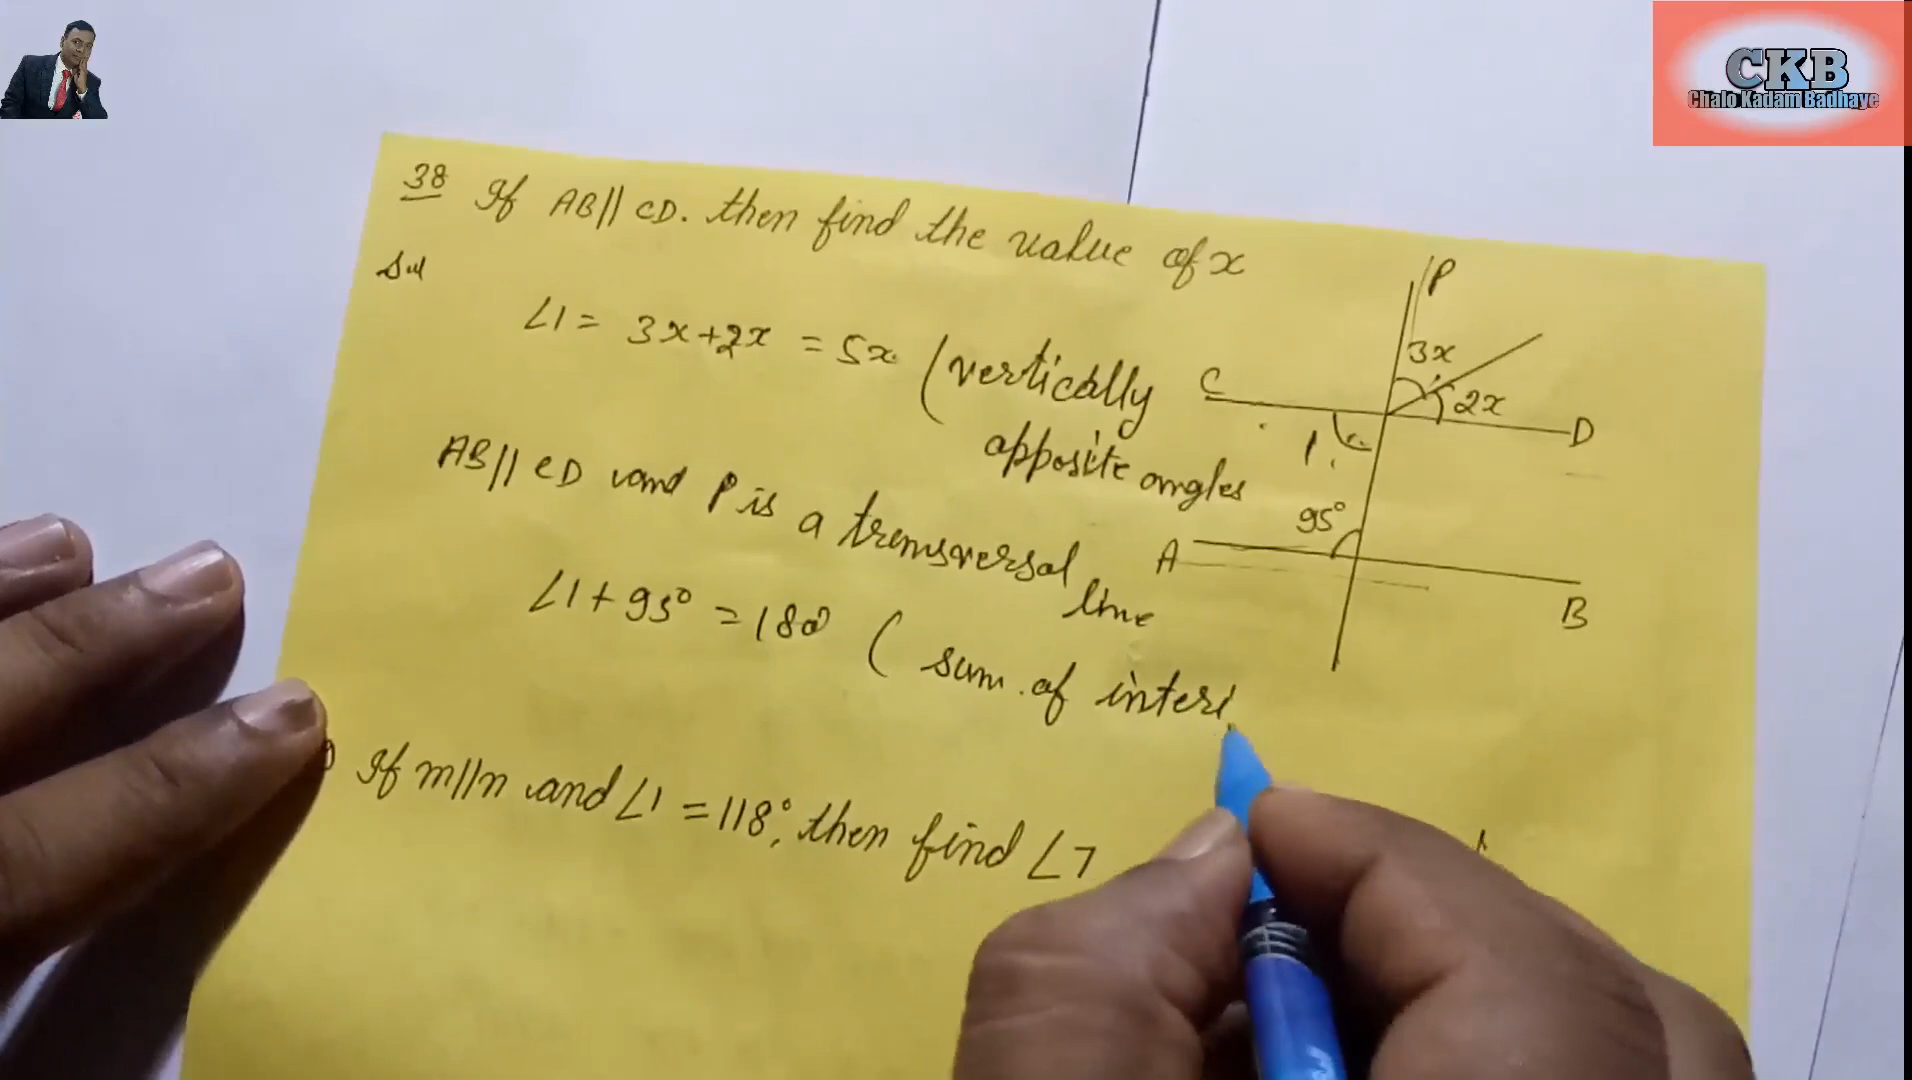 CKB
Chalo Kadam Badhaye
38 If AB || CD. then find the value of x
Sol
∠1 = 3x+2x = 5x (vertically
opposite angles
AB || CD and P is a transversal
line
∠1 + 95° = 180 ( sum of interi
If m||n and ∠1 = 118°, then find ∠7
P
3x
C
2x
D
1
95°
A
B